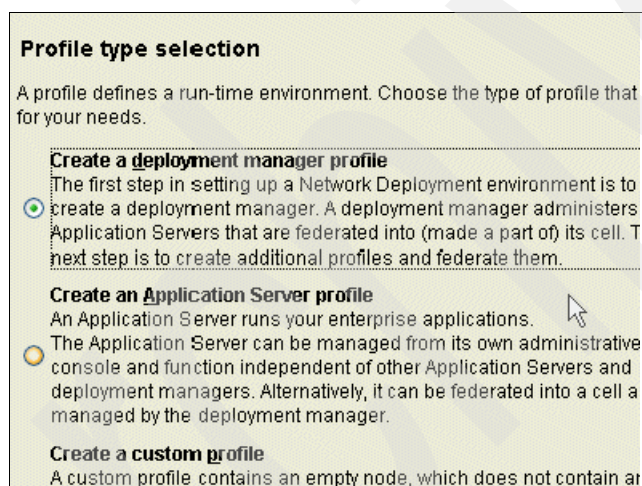 Profile type selection
A profile defines a run-time environment. Choose the type of profile that
for your needs.
Create a deployment manager profile
The first step in setting up a Network Deployment environment is to
create a deployment manager. A deployment manager administers
Application Servers that are federated into (made a part of) its cell. T
next step is to create additional profiles and federate them.
Create an Application Server profile
An Application Server runs your enterprise applications.
The Application Server can be managed from its own administrative
console and function independent of other Application Servers and
deployment managers. Alternatively, it can be federated into a cell a
managed by the deployment manager.
Create a custom profile
A custom profile contains an empty node, which does not contain